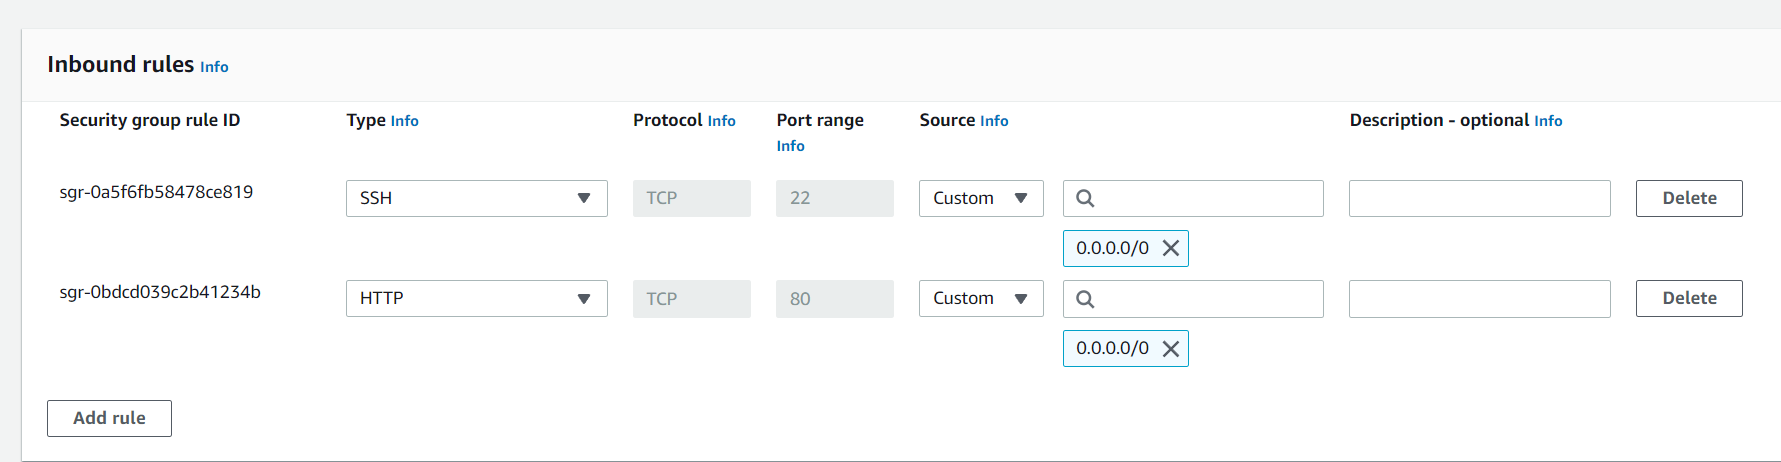 Inbound rules Info
Security group rule ID Type Info Protocol Info Port range Source Info Description - optional Info
Info
sgr-0a5f6fb58478ce819 SSH TCP 22 Custom Delete
0.0.0.0/0
sgr-0bdcd039c2b41234b HTTP TCP 80 Custom Delete
0.0.0.0/0
Add rule